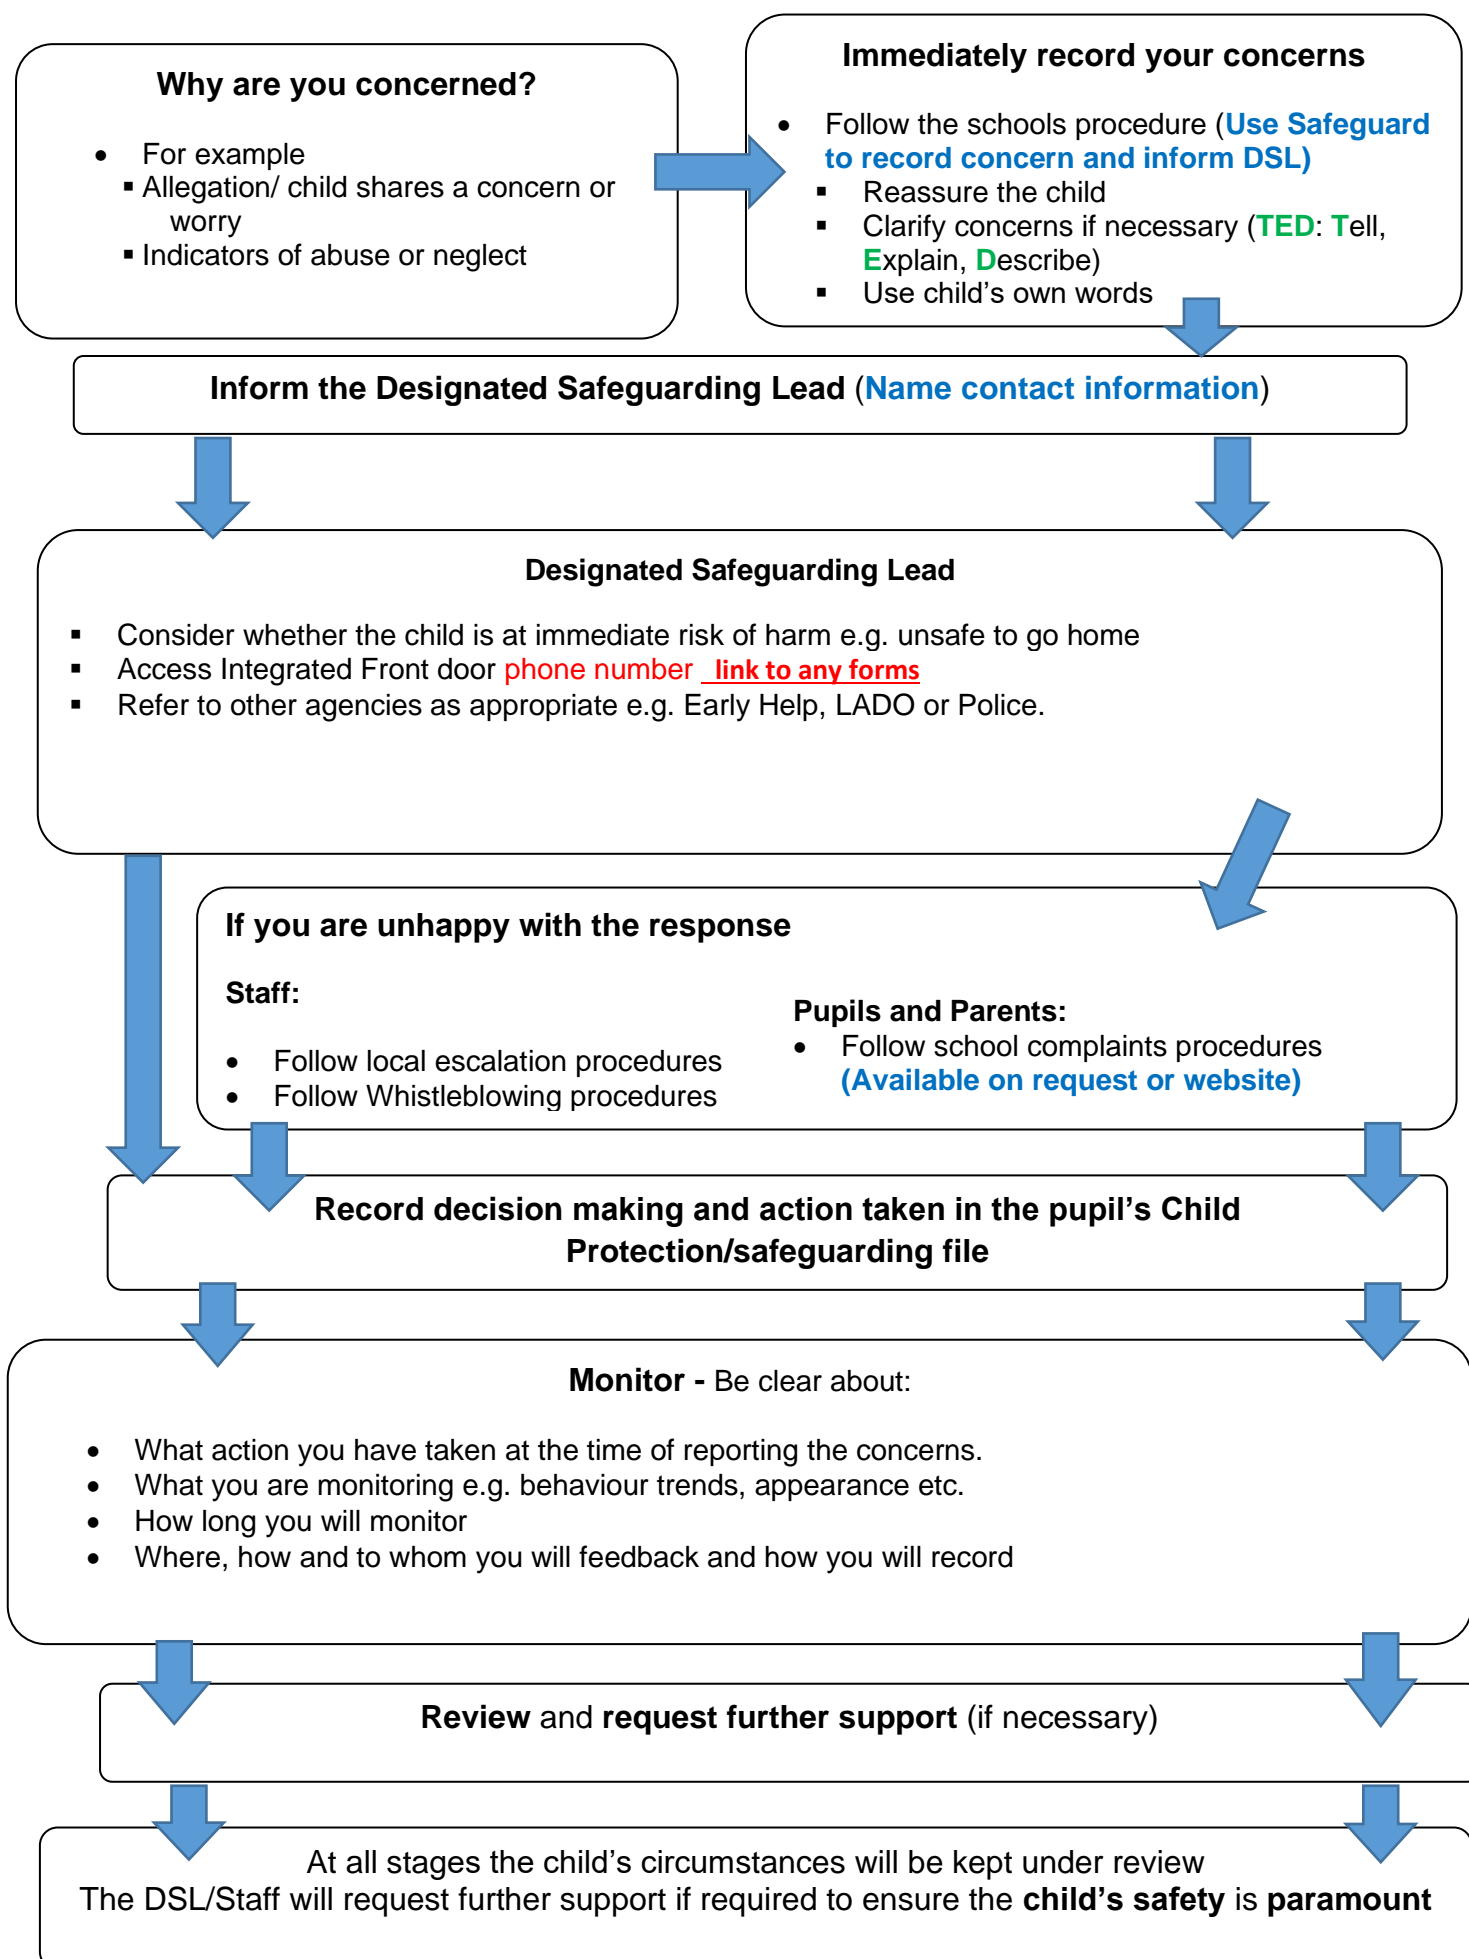 Why are you concerned?
• For example
▪ Allegation/ child shares a concern or
worry
▪ Indicators of abuse or neglect
Immediately record your concerns
• Follow the schools procedure (Use Safeguard
to record concern and inform DSL)
▪ Reassure the child
▪ Clarify concerns if necessary (TED: Tell,
Explain, Describe)
▪ Use child’s own words
Inform the Designated Safeguarding Lead (Name contact information)
Designated Safeguarding Lead
▪ Consider whether the child is at immediate risk of harm e.g. unsafe to go home
▪ Access Integrated Front door phone number link to any forms
▪ Refer to other agencies as appropriate e.g. Early Help, LADO or Police.
If you are unhappy with the response
Staff:
• Follow local escalation procedures
• Follow Whistleblowing procedures
Pupils and Parents:
• Follow school complaints procedures
(Available on request or website)
Record decision making and action taken in the pupil’s Child
Protection/safeguarding file
Monitor - Be clear about:
• What action you have taken at the time of reporting the concerns.
• What you are monitoring e.g. behaviour trends, appearance etc.
• How long you will monitor
• Where, how and to whom you will feedback and how you will record
Review and request further support (if necessary)
At all stages the child’s circumstances will be kept under review
The DSL/Staff will request further support if required to ensure the child’s safety is paramount